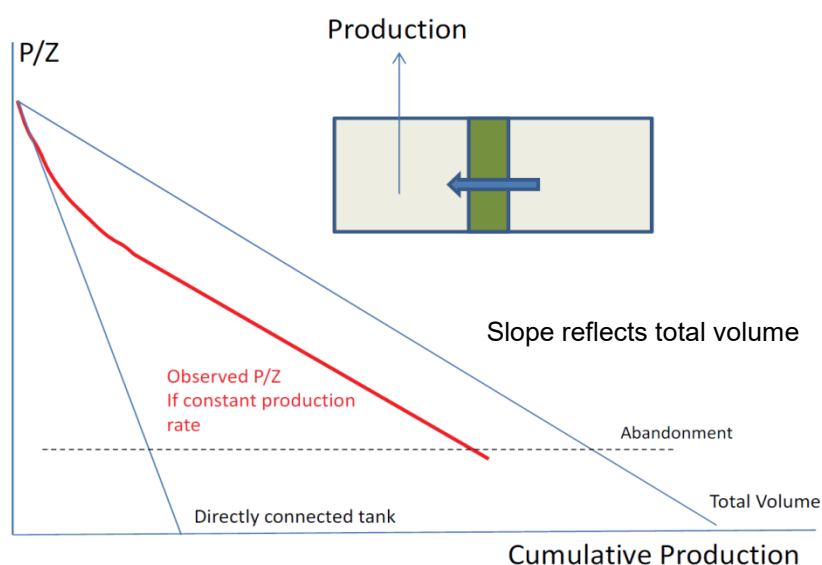 Production
P/Z
Slope reflects total volume
Observed P/Z
If constant production
rate
Abandonment
Total Volume
Directly connected tank
Cumulative Production